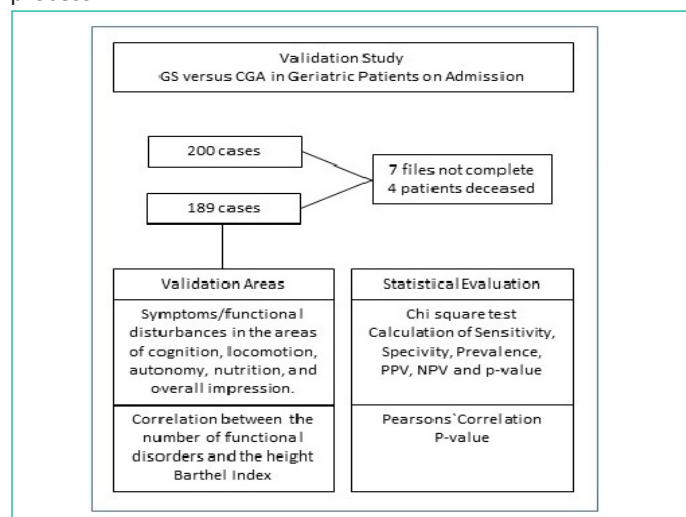 Validation Study
GS versus CGA in Geriatric Patients on Admission
200 cases
7 files not complete
4 patients deceased
189 cases
Validation Areas
Symptoms/functional
disturbances in the areas
of cognition, locomotion,
autonomy, nutrition, and
overall impression.
Correlation between the
number of functional
disorders and the height
Barthel Index
Statistical Evaluation
Chi square test
Calculation of Sensitivity,
Specivity, Prevalence,
PPV, NPV and p-value
Pearsons`Correlation
P-value